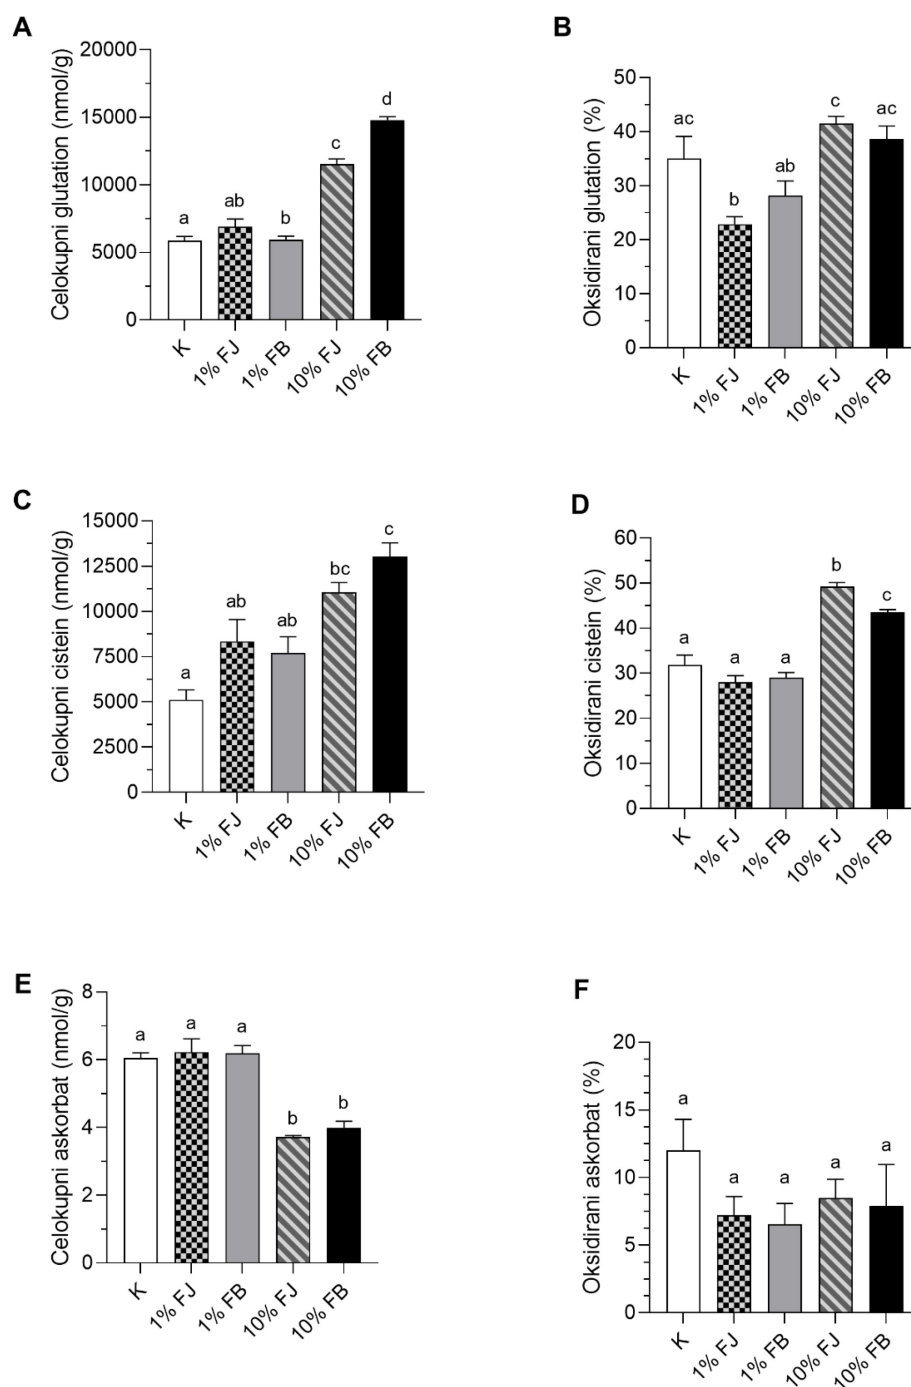 A
Celokupni glutation (nmol/g)
20000
15000
10000
5000
0
a
ab
b
c
d
K
1% FJ
1% FB
10% FJ
10% FB
B
Oksidirani glutation (%)
50
40
30
20
10
0
ac
b
ab
c
ac
K
1% FJ
1% FB
10% FJ
10% FB
C
Celokupni cistein (nmol/g)
15000
12500
10000
7500
5000
2500
0
a
ab
ab
bc
c
K
1% FJ
1% FB
10% FJ
10% FB
D
Oksidirani cistein (%)
60
50
40
30
20
10
0
a
a
a
b
c
K
1% FJ
1% FB
10% FJ
10% FB
E
Celokupni askorbat (nmol/g)
8
6
4
2
0
a
a
a
b
b
K
1% FJ
1% FB
10% FJ
10% FB
F
Oksidirani askorbat (%)
20
15
10
5
0
a
a
a
a
a
K
1% FJ
1% FB
10% FJ
10% FB